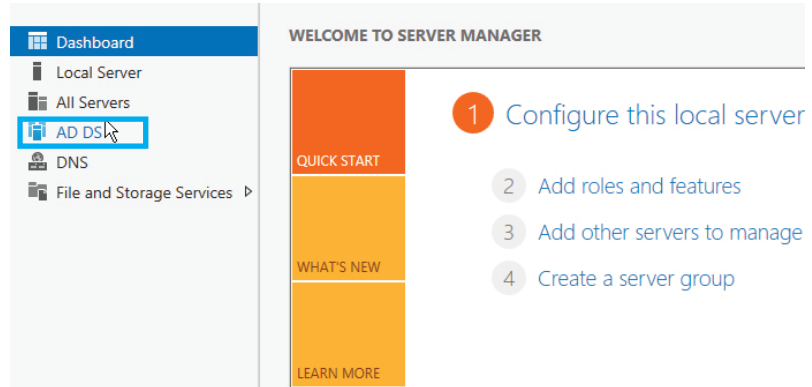 Dashboard
Local Server
All Servers
AD DS
DNS
File and Storage Services
WELCOME TO SERVER MANAGER
QUICK START
WHAT'S NEW
LEARN MORE
1 Configure this local server
2 Add roles and features
3 Add other servers to manage
4 Create a server group